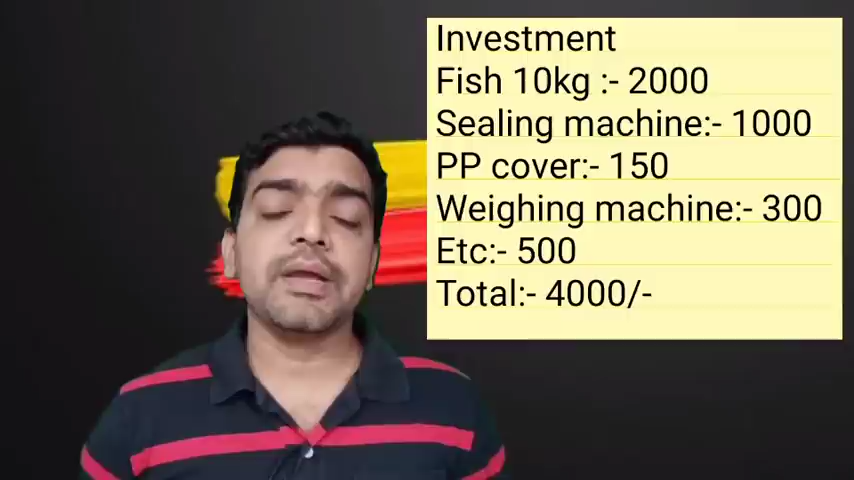 Investment
Fish 10kg :- 2000
Sealing machine:- 1000
PP cover:- 150
Weighing machine:- 300
Etc:- 500
Total:- 4000/-